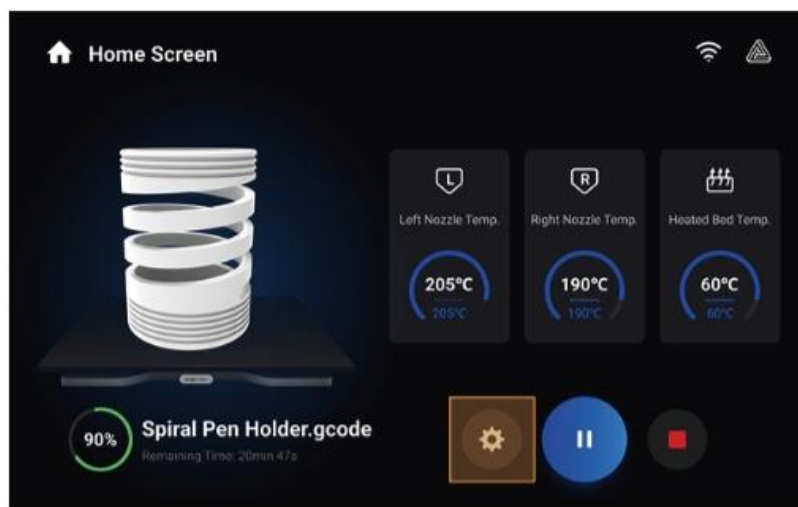 Home Screen
L
R
Left Nozzle Temp.
Right Nozzle Temp.
Heated Bed Temp.
205°C
205°C
190°C
190°C
60°C
60°C
90%
Spiral Pen Holder.gcode
Remaining Time: 20min 47s